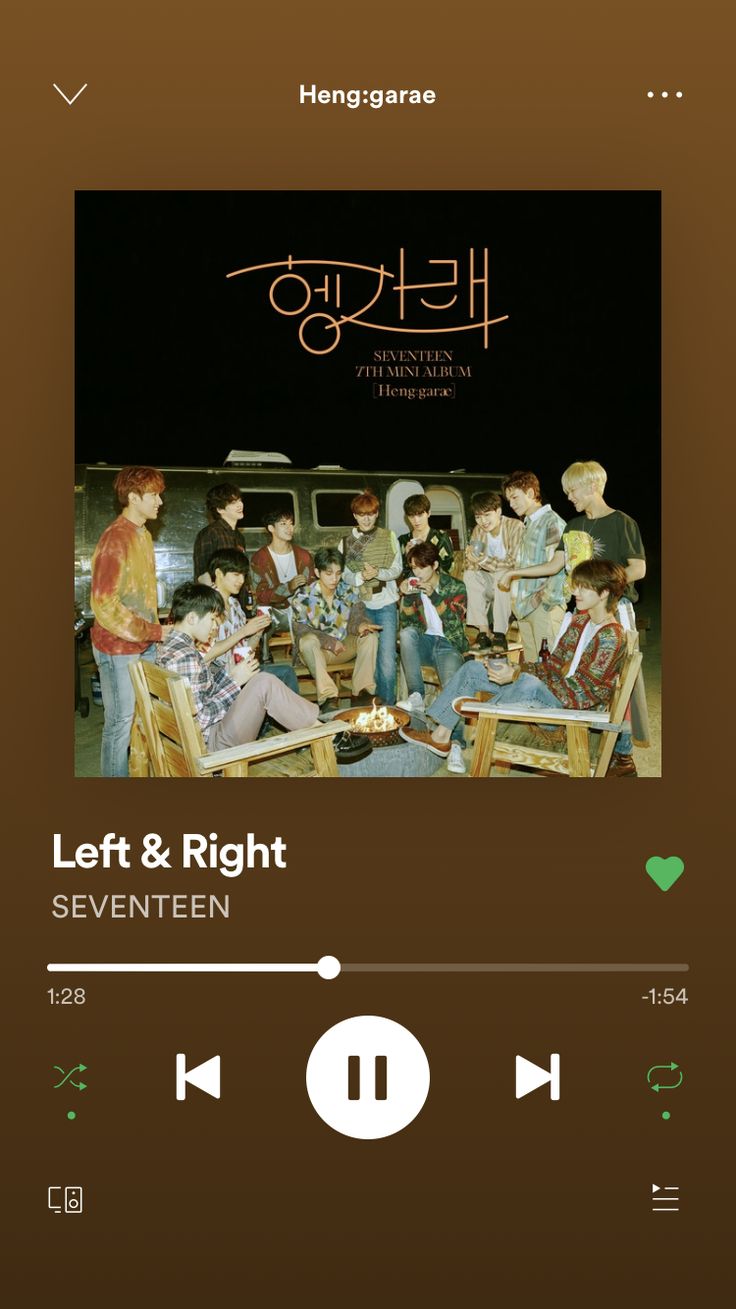 Heng:garae
헹가래
SEVENTEEN
7TH MINI ALBUM
[Heng:garæ]
Left & Right
SEVENTEEN
1:28
-1:54